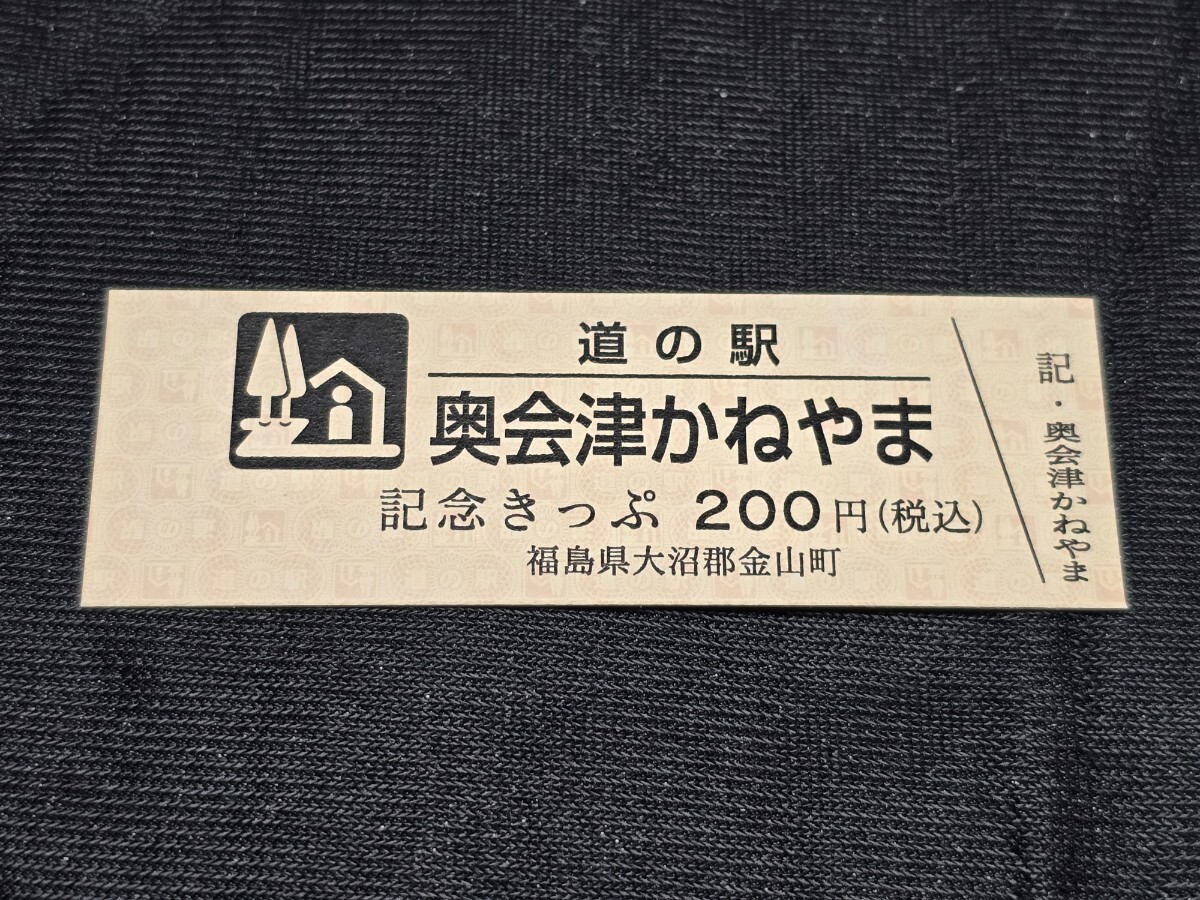 道の駅
奥会津かねやま
記念きっぷ 200円(税込)
福島県大沼郡金山町
記・奥会津かねやま